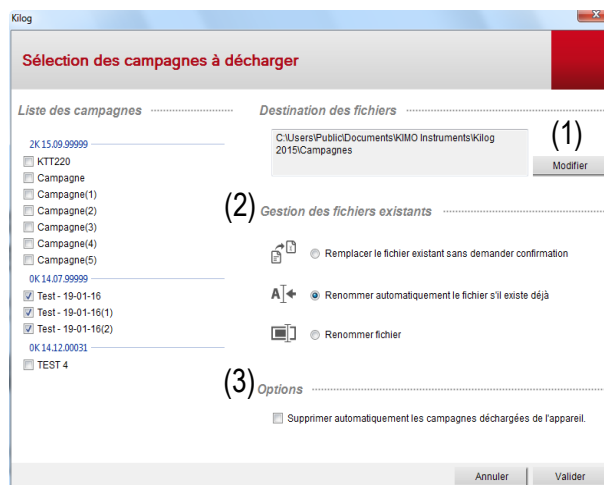 Kilog
Sélection des campagnes à décharger
Liste des campagnes
2K 15.09.99999
KTT220
Campagne
Campagne(1)
Campagne(2)
Campagne(3)
Campagne(4)
Campagne(5)
0K 14.07.99999
Test - 19-01-16
Test - 19-01-16(1)
Test - 19-01-16(2)
0K 14.12.00031
TEST 4
Destination des fichiers
C:\Users\Public\Documents\KIMO Instruments\Kilog
2015\Campagnes
(1)
Modifier
(2) Gestion des fichiers existants
Remplacer le fichier existant sans demander confirmation
A Renommer automatiquement le fichier s'il existe déjà
Renommer fichier
(3) Options
Supprimer automatiquement les campagnes déchargées de l'appareil.
Annuler Valider